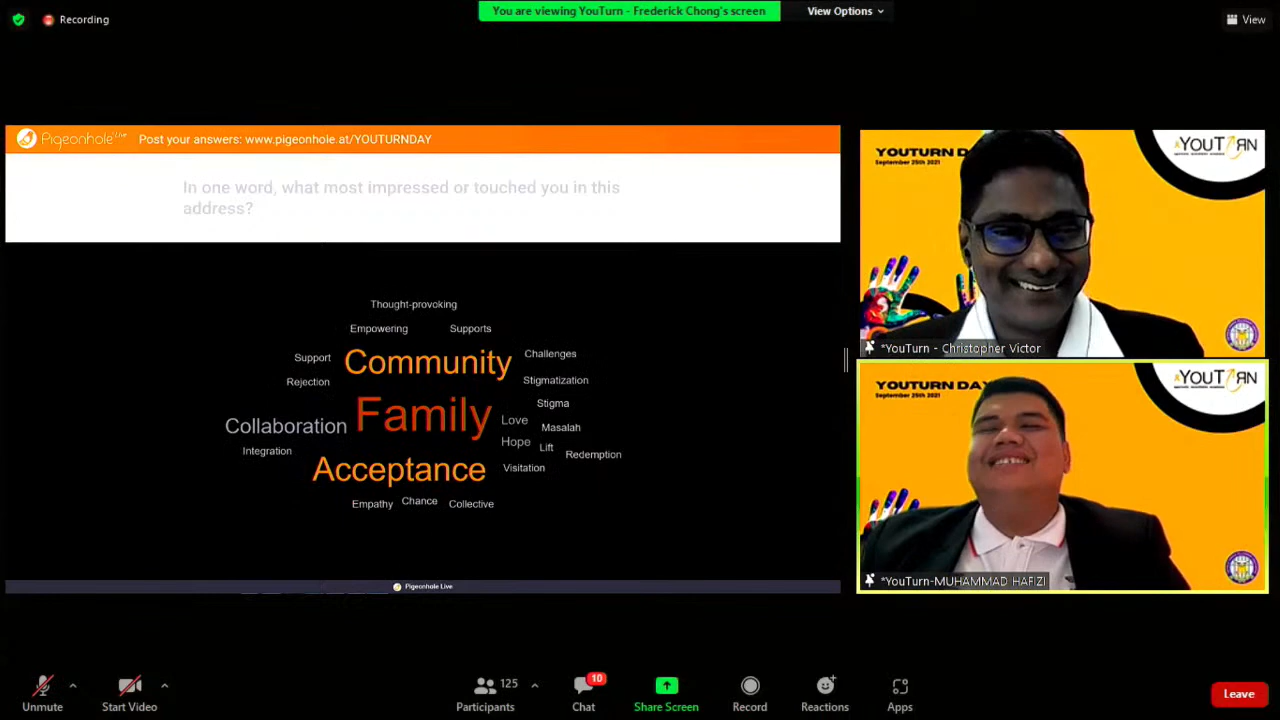 Recording
You are viewing YouTurn - Frederick Chong's screen
View Options
View
Pigeonhole Live
Post your answers: www.pigeonhole.at/YOUTURNDAY
In one word, what most impressed or touched you in this
address?
Thought-provoking
Empowering
Supports
Support
Community
Challenges
Rejection
Stigmatization
Family
Stigma
Collaboration
Love
Masalah
Hope
Lift
Integration
Redemption
Acceptance
Visitation
Empathy
Chance
Collective
Pigeonhole Live
YOUTURN DAY
September 25th 2021
YOUTURN
*YouTurn - Christopher Victor
YOUTURN DAY
September 25th 2021
YOUTURN
*YouTurn-MUHAMMAD HAFIZI
Unmute
Start Video
125
Participants
10
Chat
Share Screen
Record
Reactions
Apps
Leave